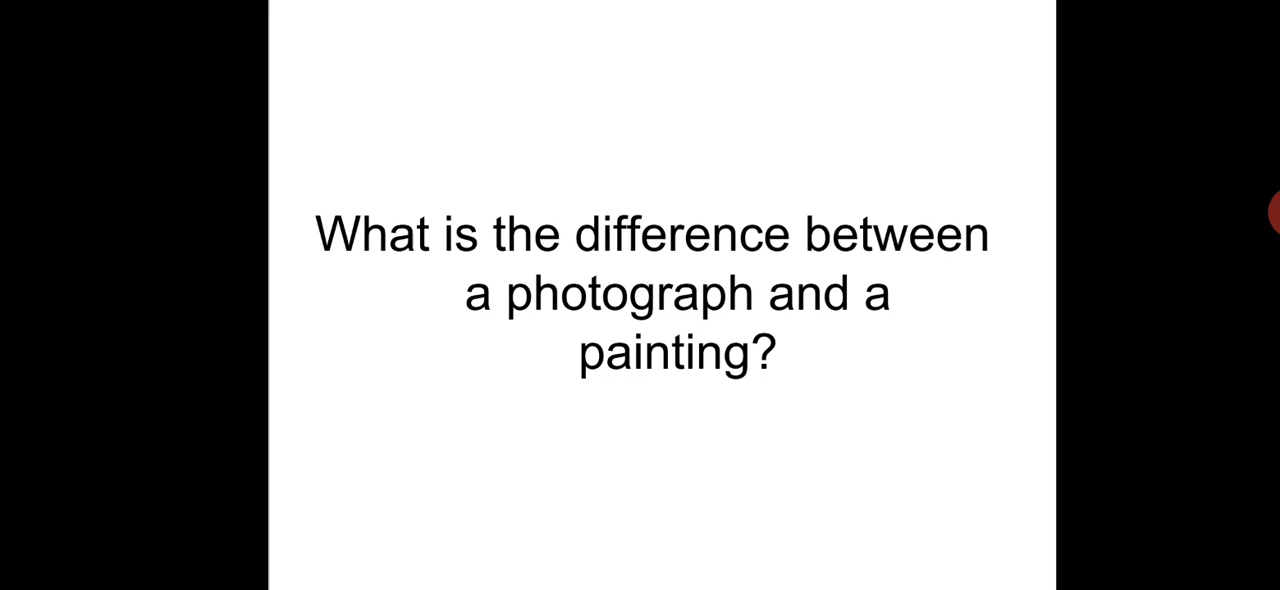 What is the difference between
a photograph and a
painting?